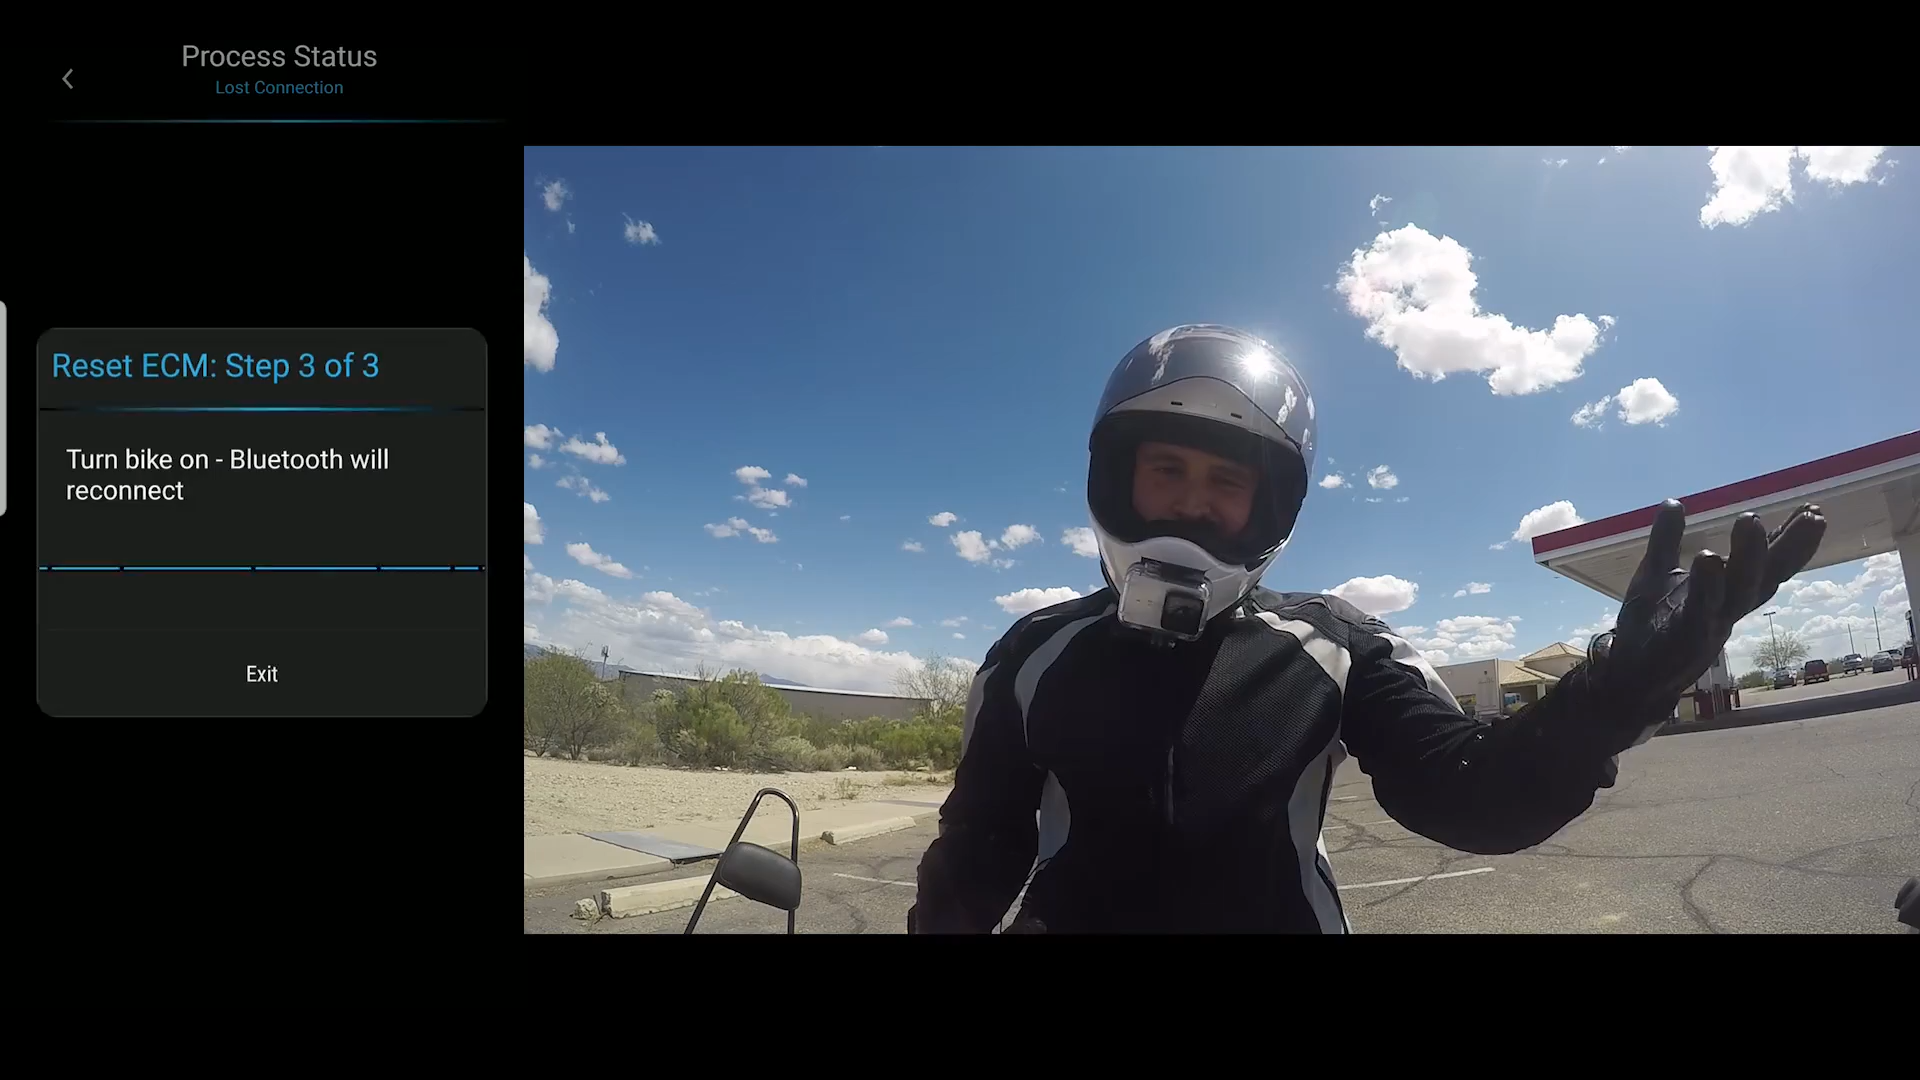 Process Status
Lost Connection
Reset ECM: Step 3 of 3
Turn bike on - Bluetooth will
reconnect
Exit